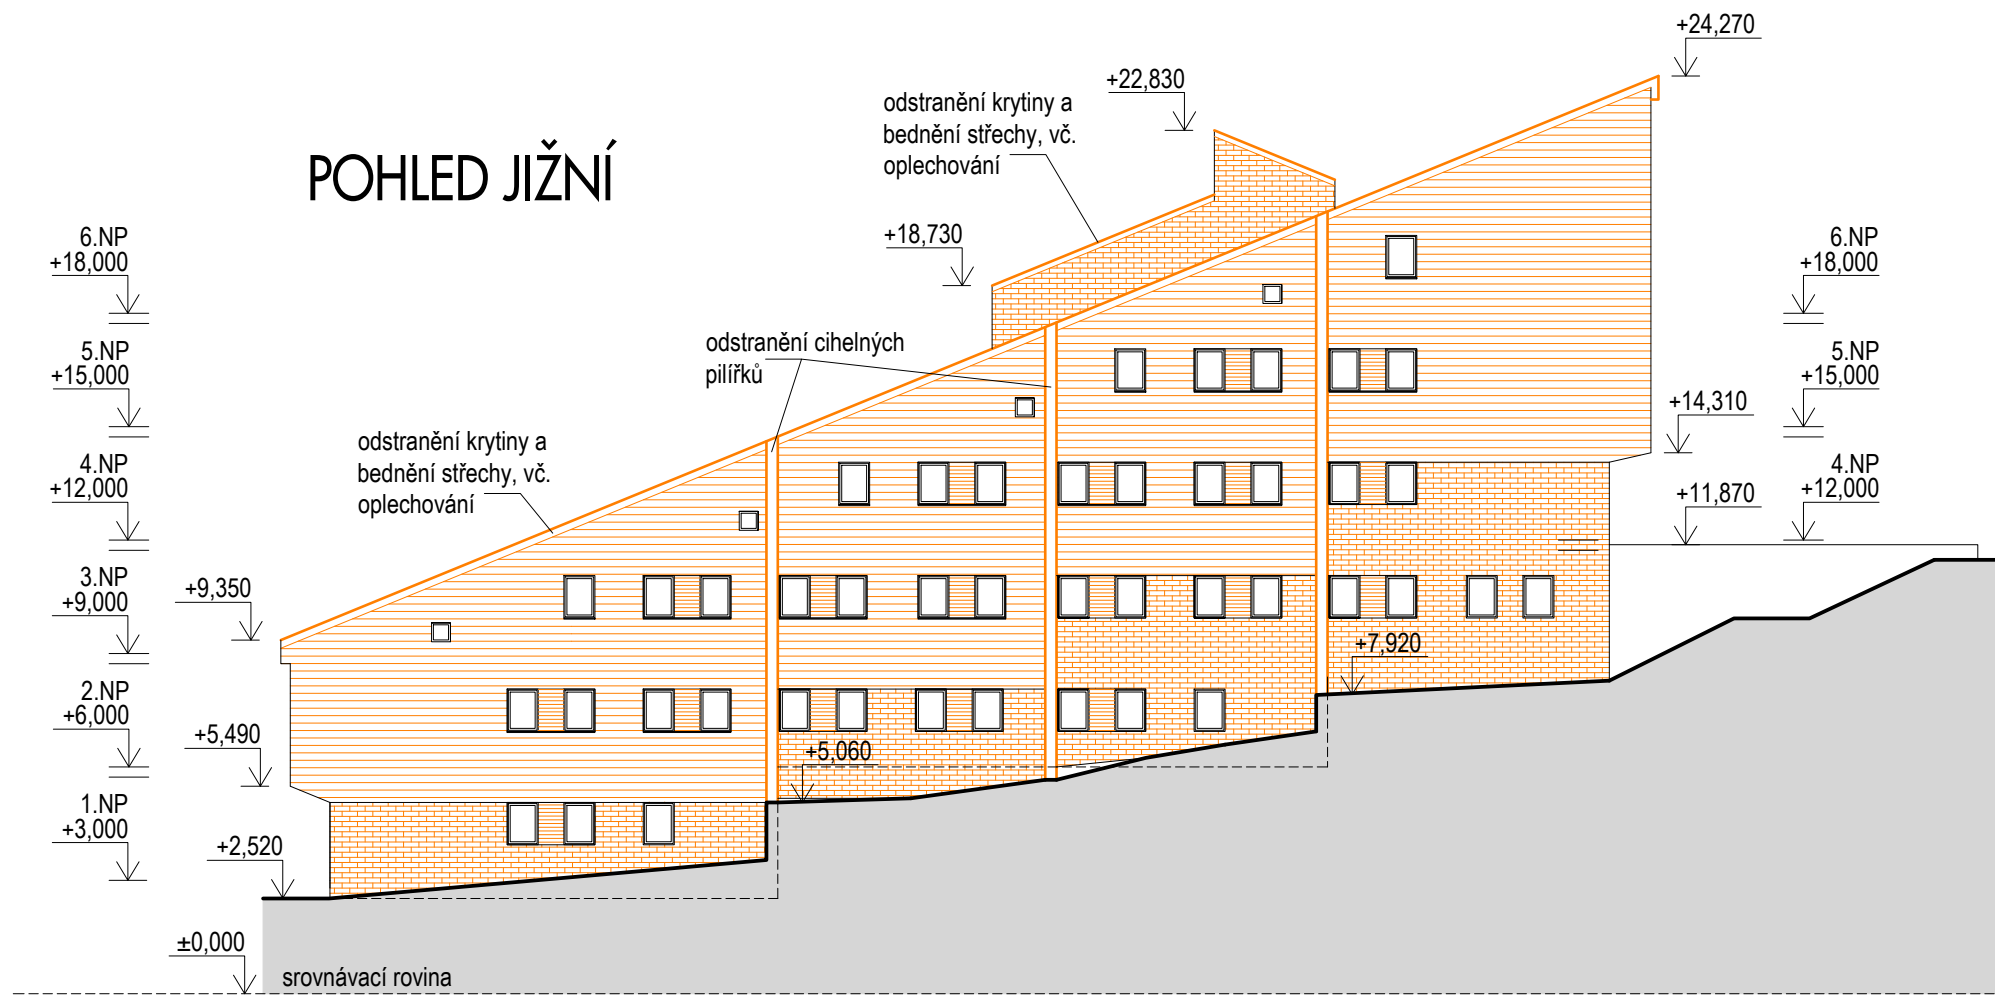 POHLED JIŽNÍ
+24,270
+22,830
odstranění krytiny a
bednění střechy, vč.
oplechování
+18,730
6.NP
+18,000
5.NP
+15,000
4.NP
+12,000
3.NP
+9,000
2.NP
+6,000
1.NP
+3,000
odstranění cihelných
pilířků
odstranění krytiny a
bednění střechy, vč.
oplechování
+9,350
+5,490
+2,520
±0,000
srovnávací rovina
+5,060
+7,920
+14,310
+11,870
6.NP
+18,000
5.NP
+15,000
4.NP
+12,000